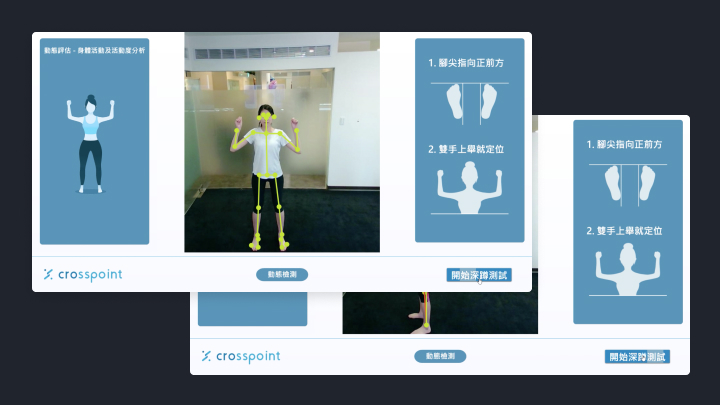 動態評估 - 身體活動及活動度分析
1. 腳尖指向正前方
2. 雙手上舉就定位
crosspoint
動態檢測
開始深蹲測試
1. 腳尖指向正前方
2. 雙手上舉就定位
crosspoint
動態檢測
開始深蹲測試